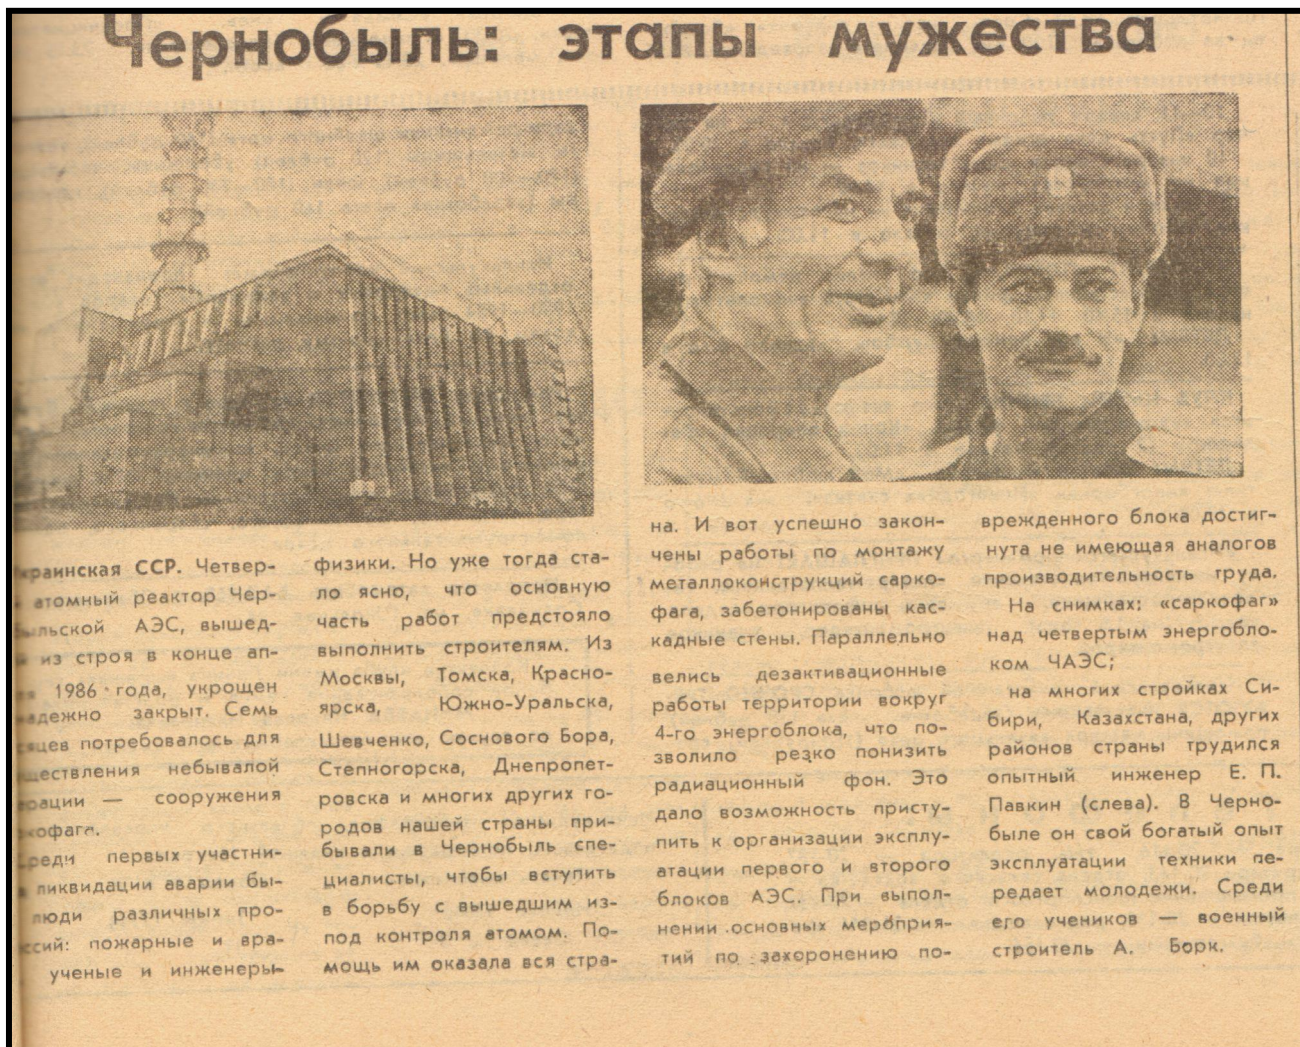 Чернобыль: этапы мужества
краинская ССР. Четвер-
атомный реактор Чер-
быльской АЭС, вышед-
из строя в конце ап-
1986 года, укрощен
надежно закрыт. Семь
сяцев потребовалось для
ществления небывалой
ерации — сооружения
кофага.
Среди первых участни-
ликвидации аварии бы-
люди различных про-
ссий: пожарные и вра-
ученые и инженеры-
физики. Но уже тогда ста-
ло ясно, что основную
часть работ предстояло
выполнить строителям. Из
Москвы, Томска, Красно-
ярска, Южно-Уральска,
Шевченко, Соснового Бора,
Степногорска, Днепропет-
ровска и многих других го-
родов нашей страны при-
бывали в Чернобыль спе-
циалисты, чтобы вступить
в борьбу с вышедшим из-
под контроля атомом. По-
мощь им оказала вся стра-
на. И вот успешно закон-
чены работы по монтажу
металлоконструкций сарко-
фага, забетонированы кас-
кадные стены. Параллельно
велись дезактивационные
работы территории вокруг
4-го энергоблока, что по-
зволило резко понизить
радиационный фон. Это
дало возможность присту-
пить к организации эксплу-
атации первого и второго
блоков АЭС. При выпол-
нении основных мероприя-
тий по захоронению по-
врежденного блока достиг-
нута не имеющая аналогов
производительность труда.
На снимках: «саркофаг»
над четвертым энергобло-
ком ЧАЭС;
на многих стройках Си-
бири, Казахстана, других
районов страны трудился
опытный инженер Е. П.
Павкин (слева). В Черно-
быле он свой богатый опыт
эксплуатации техники пе-
редает молодежи. Среди
его учеников — военный
строитель А. Борк.